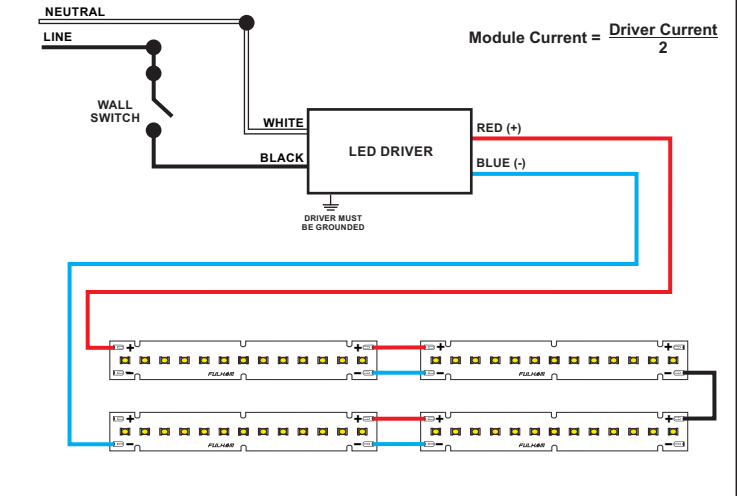 NEUTRAL
LINE
Module Current = Driver Current
2
WALL
SWITCH
WHITE
BLACK
LED DRIVER
RED (+)
BLUE (-)
DRIVER MUST
BE GROUNDED
+ + + +
- - - -
FULHAM FULHAM
+ + + +
- - - -
FULHAM FULHAM